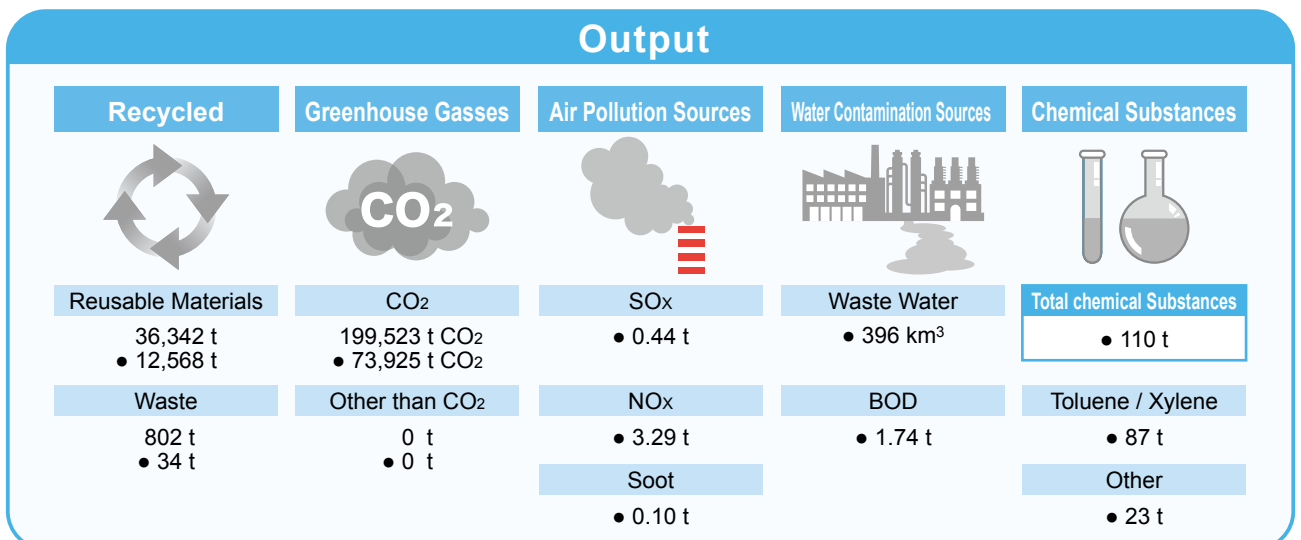 Output
Recycled
Reusable Materials
36,342 t
● 12,568 t
Waste
802 t
● 34 t
Greenhouse Gasses
CO2
CO2
199,523 t CO2
● 73,925 t CO2
Other than CO2
0 t
● 0 t
Air Pollution Sources
SOx
● 0.44 t
NOx
● 3.29 t
Soot
● 0.10 t
Water Contamination Sources
Waste Water
● 396 km³
BOD
● 1.74 t
Chemical Substances
Total chemical Substances
● 110 t
Toluene / Xylene
● 87 t
Other
● 23 t